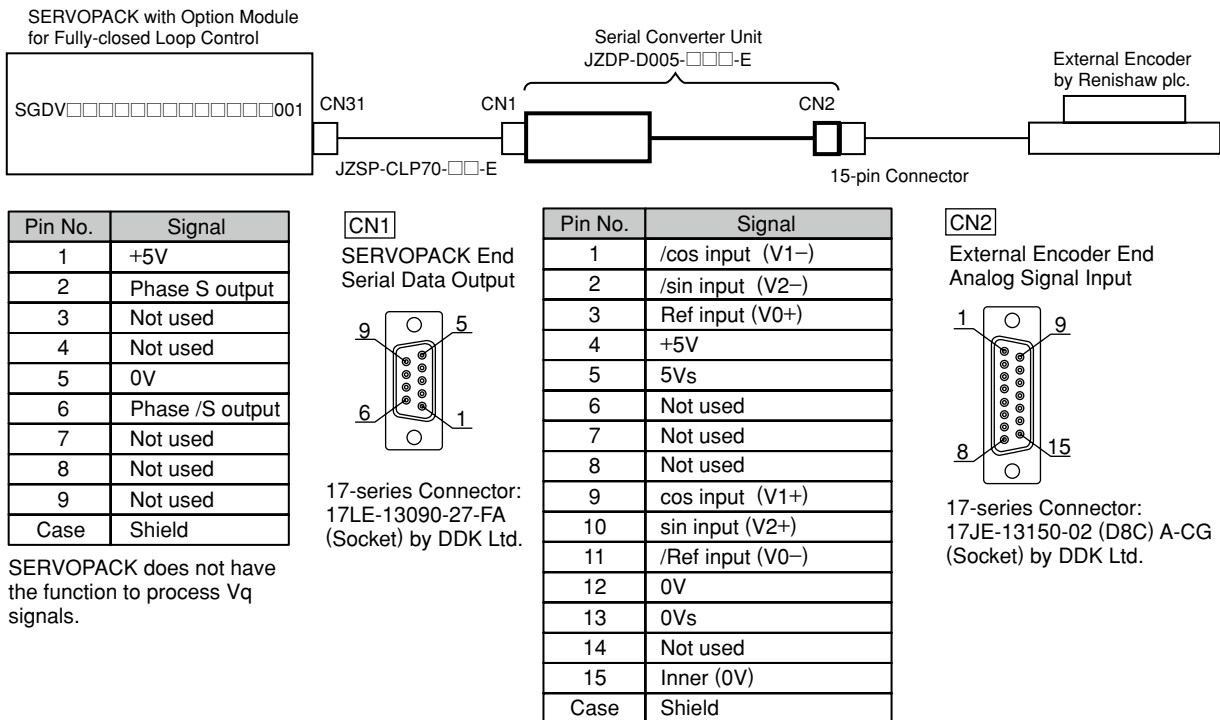 SERVOPACK with Option Module
for Fully-closed Loop Control
Serial Converter Unit
JZDP-D005-□□□-E
External Encoder
by Renishaw plc.
SGDV□□□□□□□□□□□□□001
CN31
CN1
CN2
JZSP-CLP70-□□-E
15-pin Connector
Pin No. Signal
1 +5V
2 Phase S output
3 Not used
4 Not used
5 0V
6 Phase /S output
7 Not used
8 Not used
9 Not used
Case Shield
SERVOPACK does not have
the function to process Vq
signals.
CN1
SERVOPACK End
Serial Data Output
9 5
6 1
17-series Connector:
17LE-13090-27-FA
(Socket) by DDK Ltd.
Pin No. Signal
1 /cos input (V1−)
2 /sin input (V2−)
3 Ref input (V0+)
4 +5V
5 5Vs
6 Not used
7 Not used
8 Not used
9 cos input (V1+)
10 sin input (V2+)
11 /Ref input (V0−)
12 0V
13 0Vs
14 Not used
15 Inner (0V)
Case Shield
CN2
External Encoder End
Analog Signal Input
1 9
8 15
17-series Connector:
17JE-13150-02 (D8C) A-CG
(Socket) by DDK Ltd.